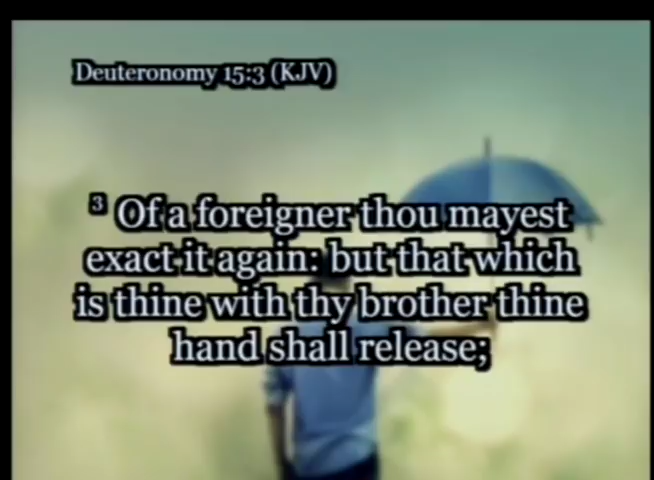 Deuteronomy 15:3 (KJV)
3 Of a foreigner thou mayest
exact it again: but that which
is thine with thy brother thine
hand shall release;